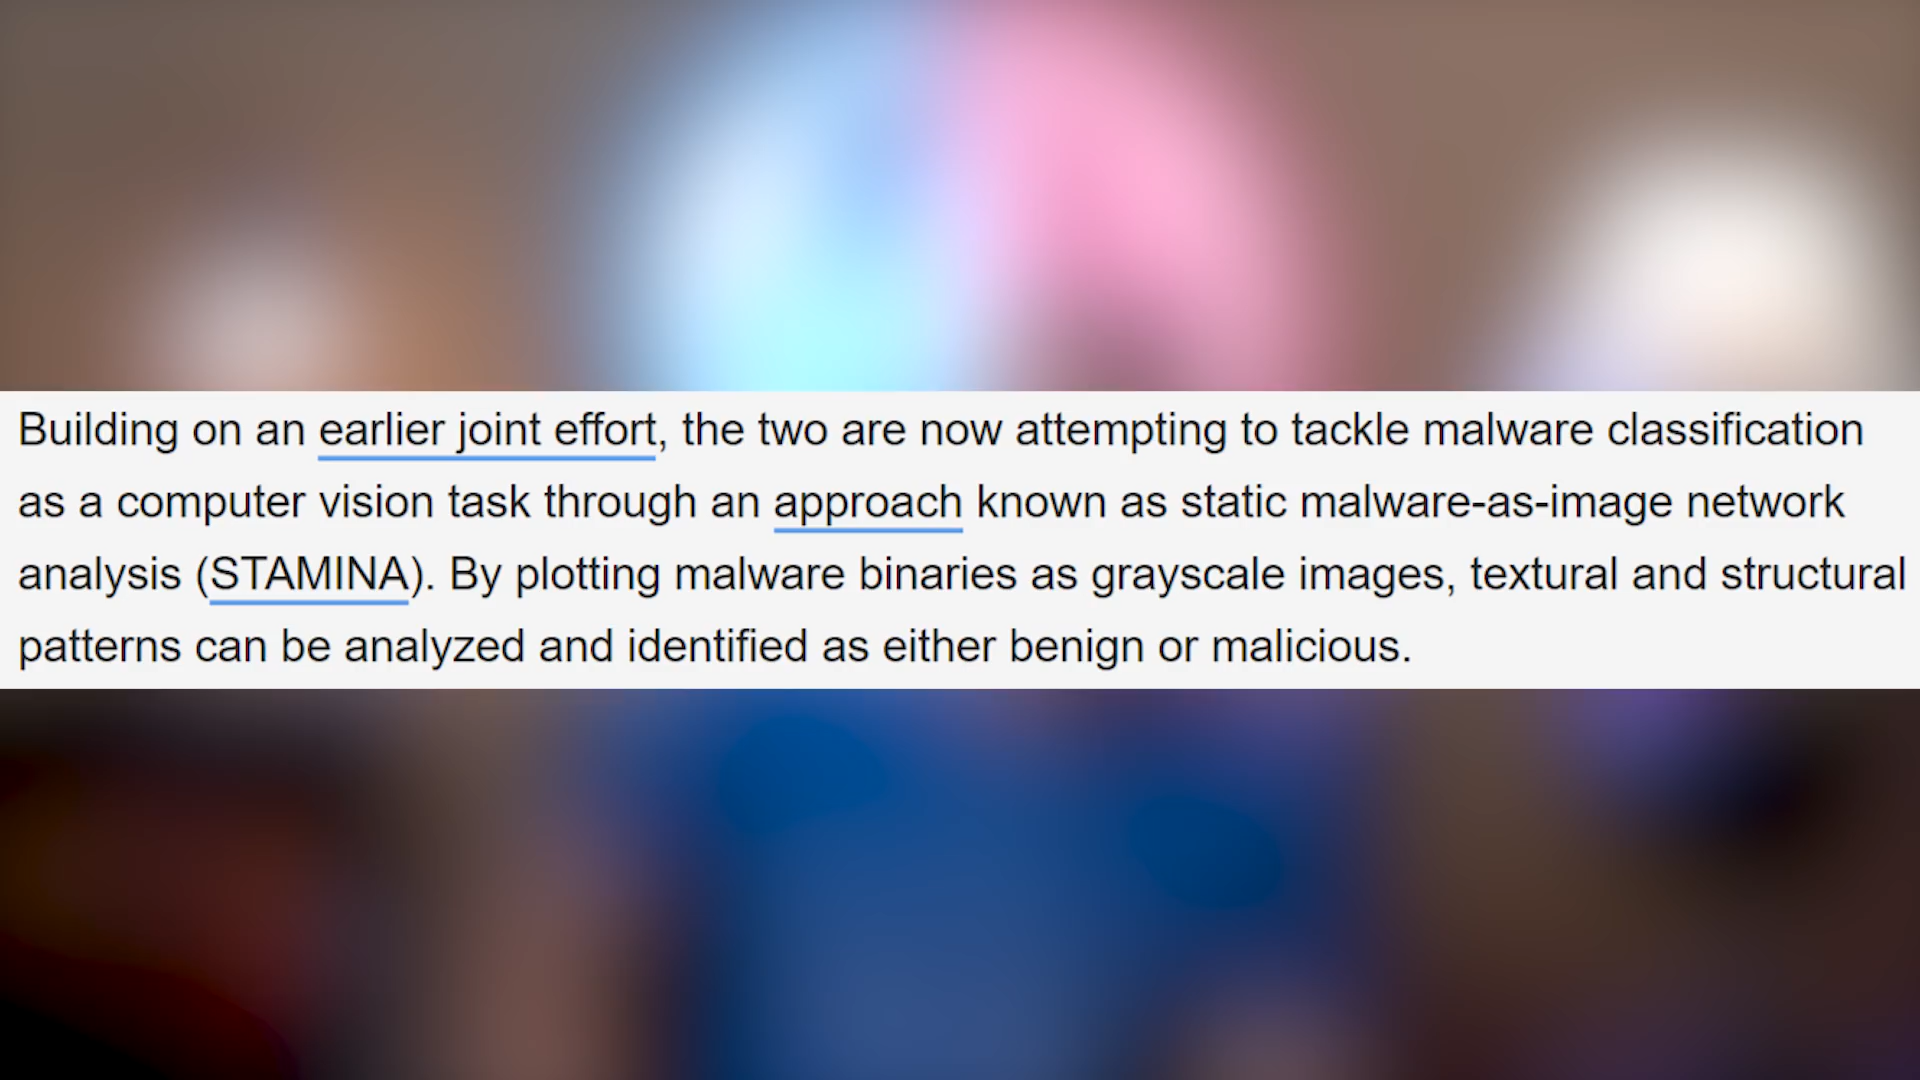 Building on an earlier joint effort, the two are now attempting to tackle malware classification
as a computer vision task through an approach known as static malware-as-image network
analysis (STAMINA). By plotting malware binaries as grayscale images, textural and structural
patterns can be analyzed and identified as either benign or malicious.